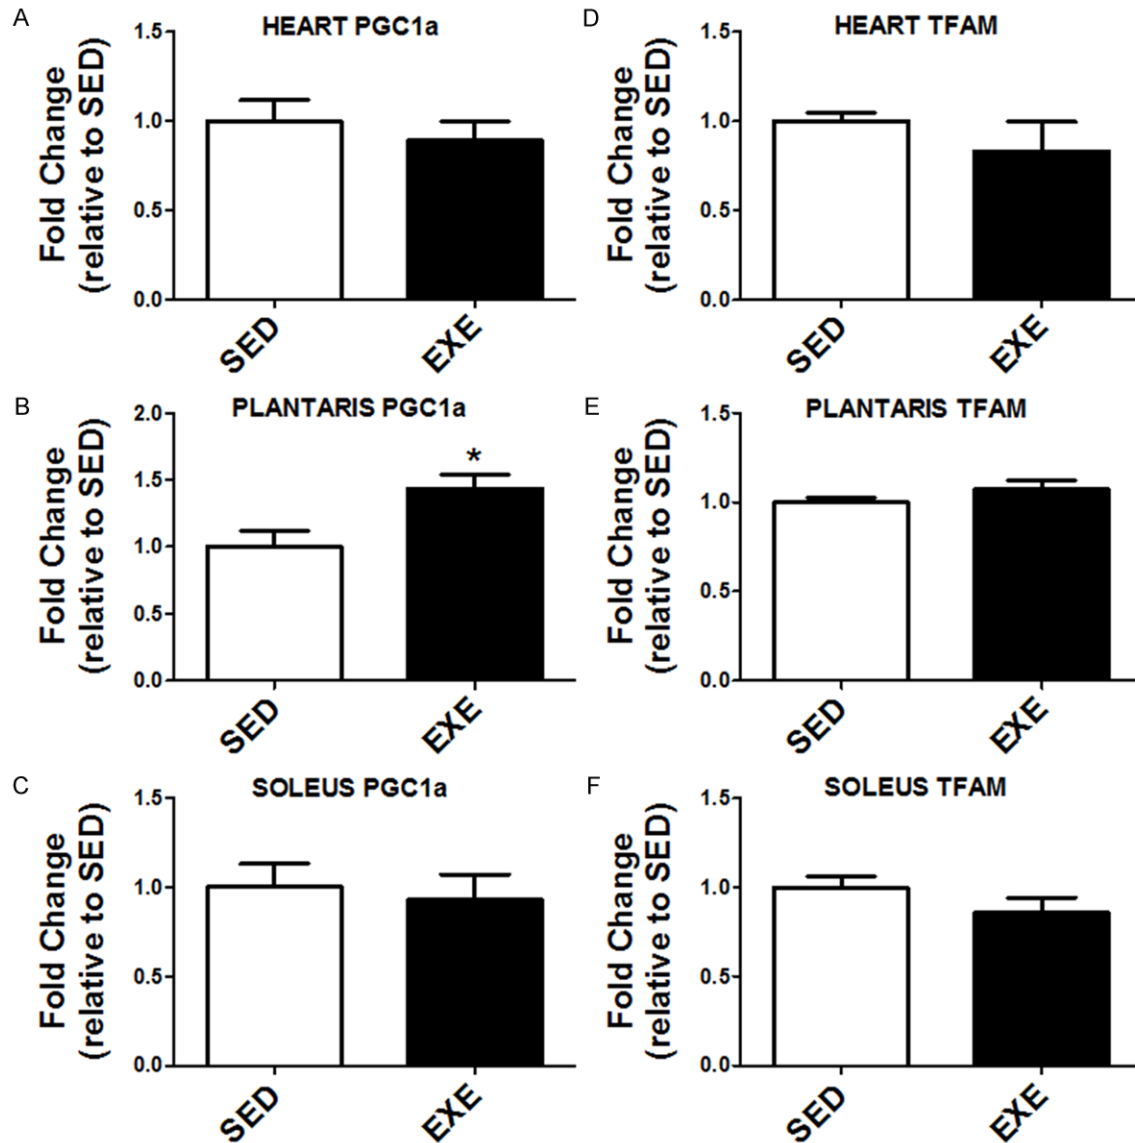 A
HEART PGC1a
Fold Change
(relative to SED)
1.5
1.0
0.5
0.0
SED
EXE
D
HEART TFAM
Fold Change
(relative to SED)
1.5
1.0
0.5
0.0
SED
EXE
B
PLANTARIS PGC1a
Fold Change
(relative to SED)
2.0
1.5
1.0
0.5
0.0
*
SED
EXE
E
PLANTARIS TFAM
Fold Change
(relative to SED)
1.5
1.0
0.5
0.0
SED
EXE
C
SOLEUS PGC1a
Fold Change
(relative to SED)
1.5
1.0
0.5
0.0
SED
EXE
F
SOLEUS TFAM
Fold Change
(relative to SED)
1.5
1.0
0.5
0.0
SED
EXE